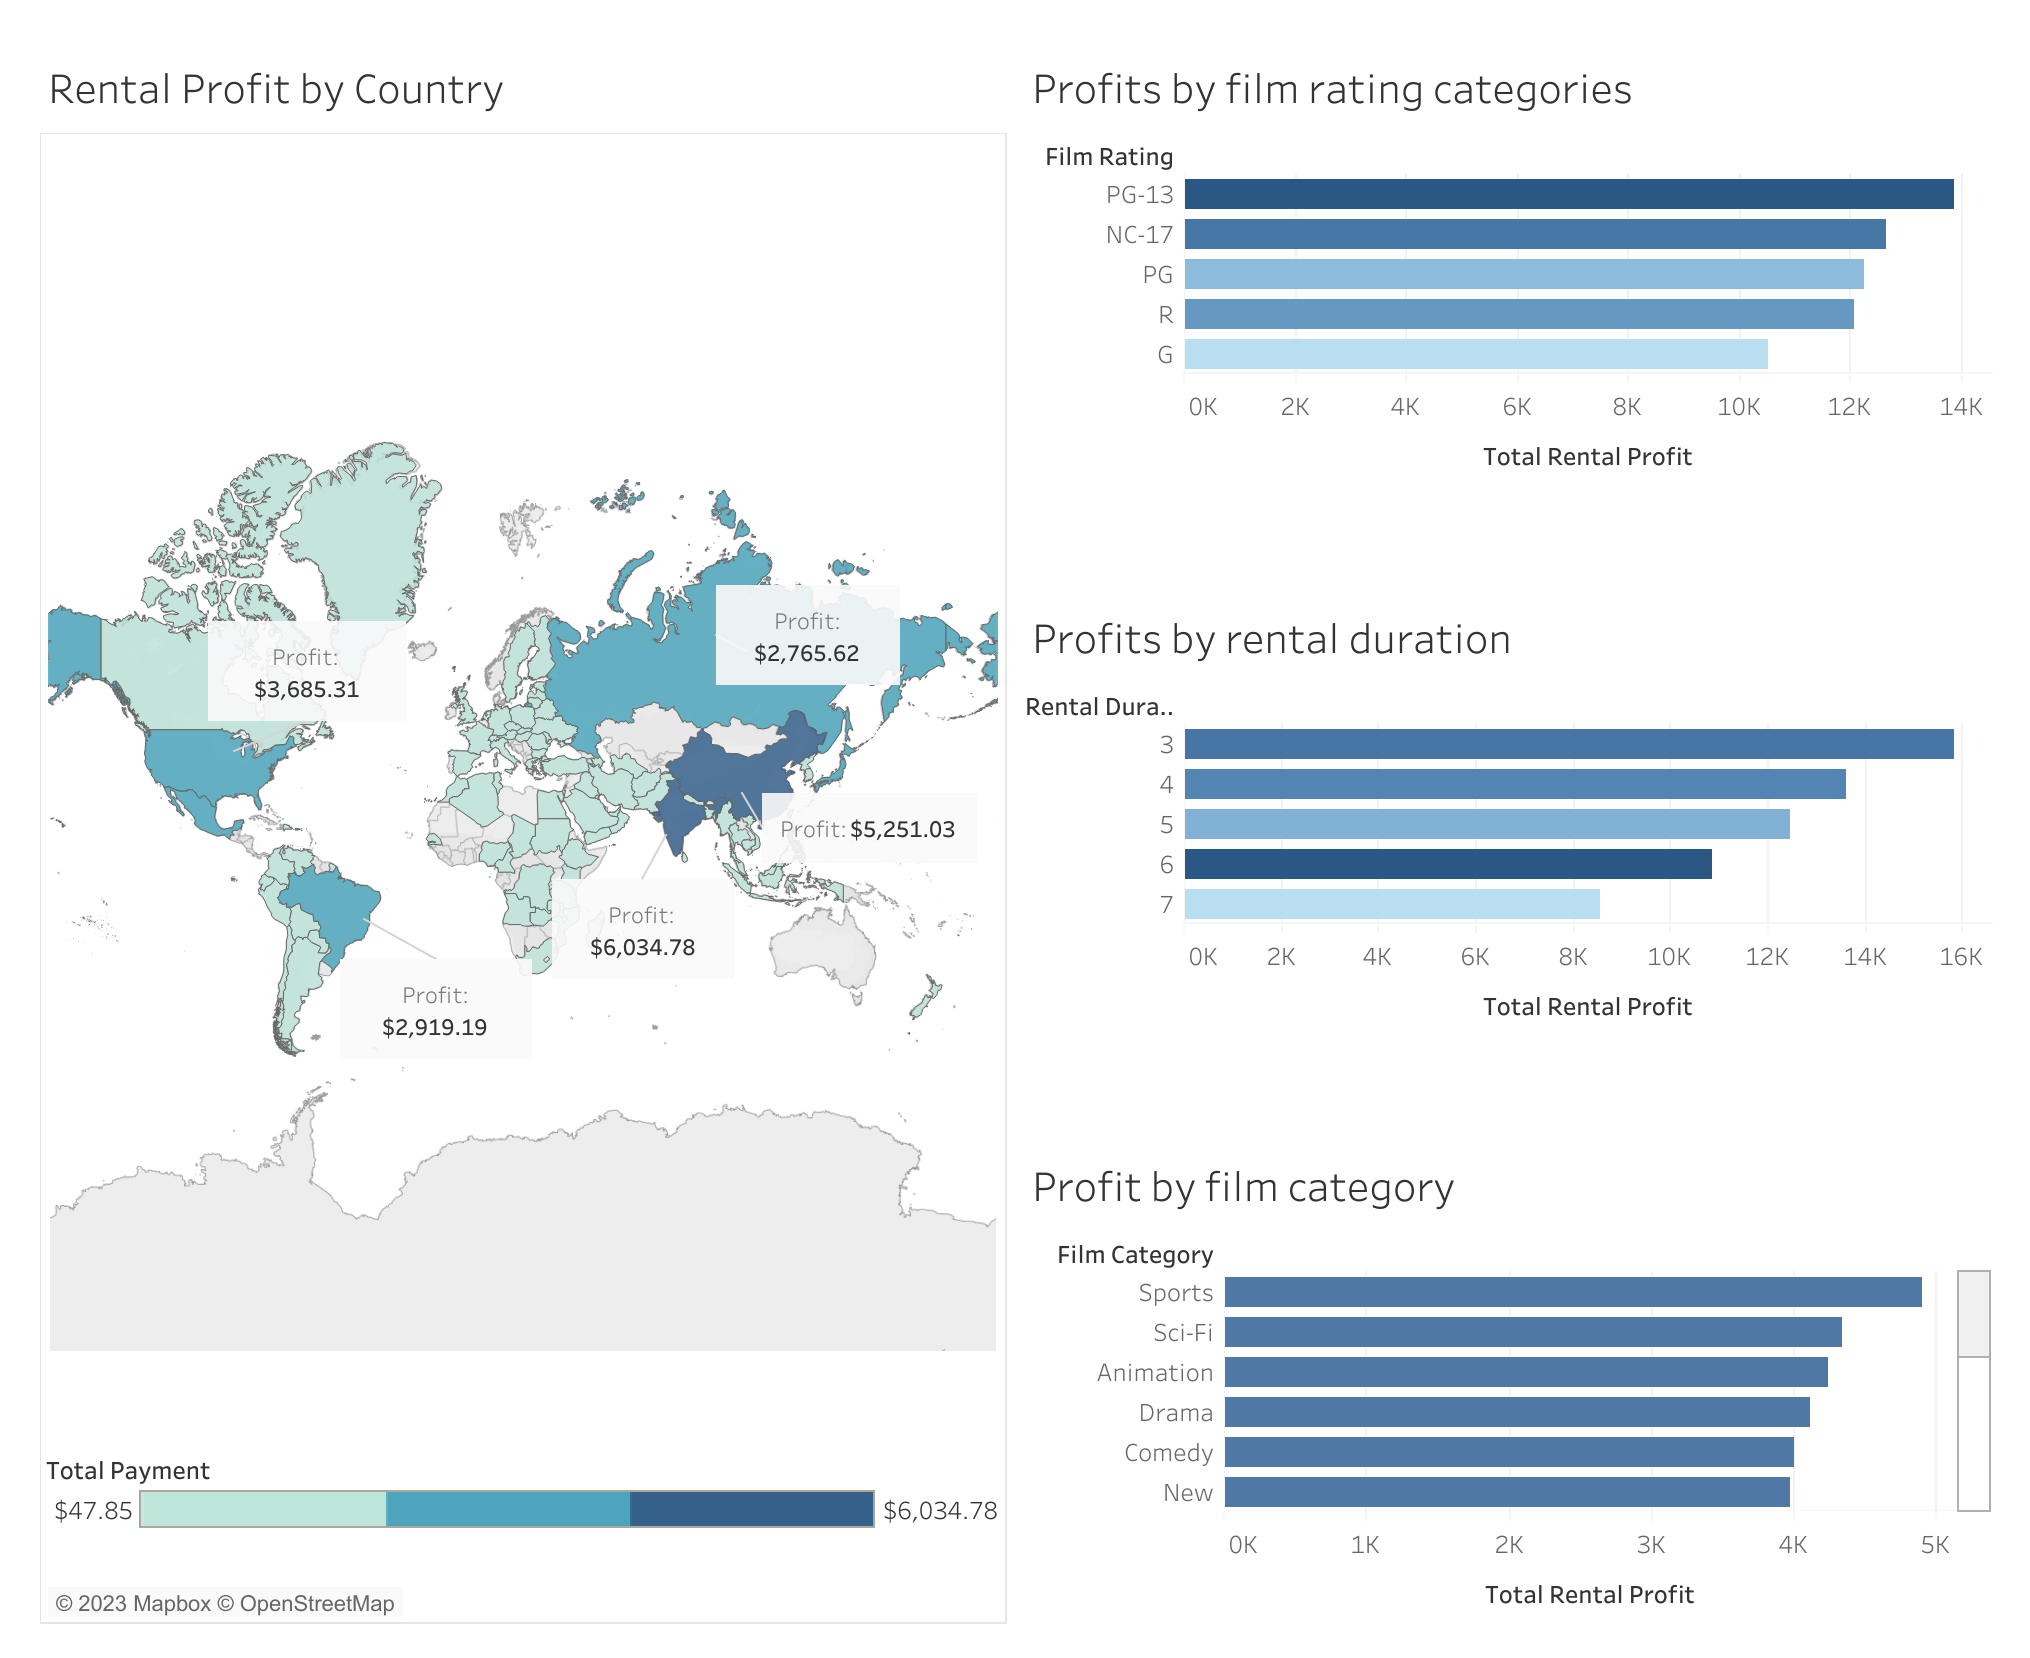 Rental Profit by Country
Profit:
$3,685.31
Profit:
$2,765.62
Profit: $5,251.03
Profit:
$6,034.78
Profit:
$2,919.19
Total Payment
$47.85 $6,034.78
© 2023 Mapbox © OpenStreetMap
Profits by film rating categories
Film Rating
PG-13
NC-17
PG
R
G
0K 2K 4K 6K 8K 10K 12K 14K
Total Rental Profit
Profits by rental duration
Rental Dura..
3
4
5
6
7
0K 2K 4K 6K 8K 10K 12K 14K 16K
Total Rental Profit
Profit by film category
Film Category
Sports
Sci-Fi
Animation
Drama
Comedy
New
0K 1K 2K 3K 4K 5K
Total Rental Profit